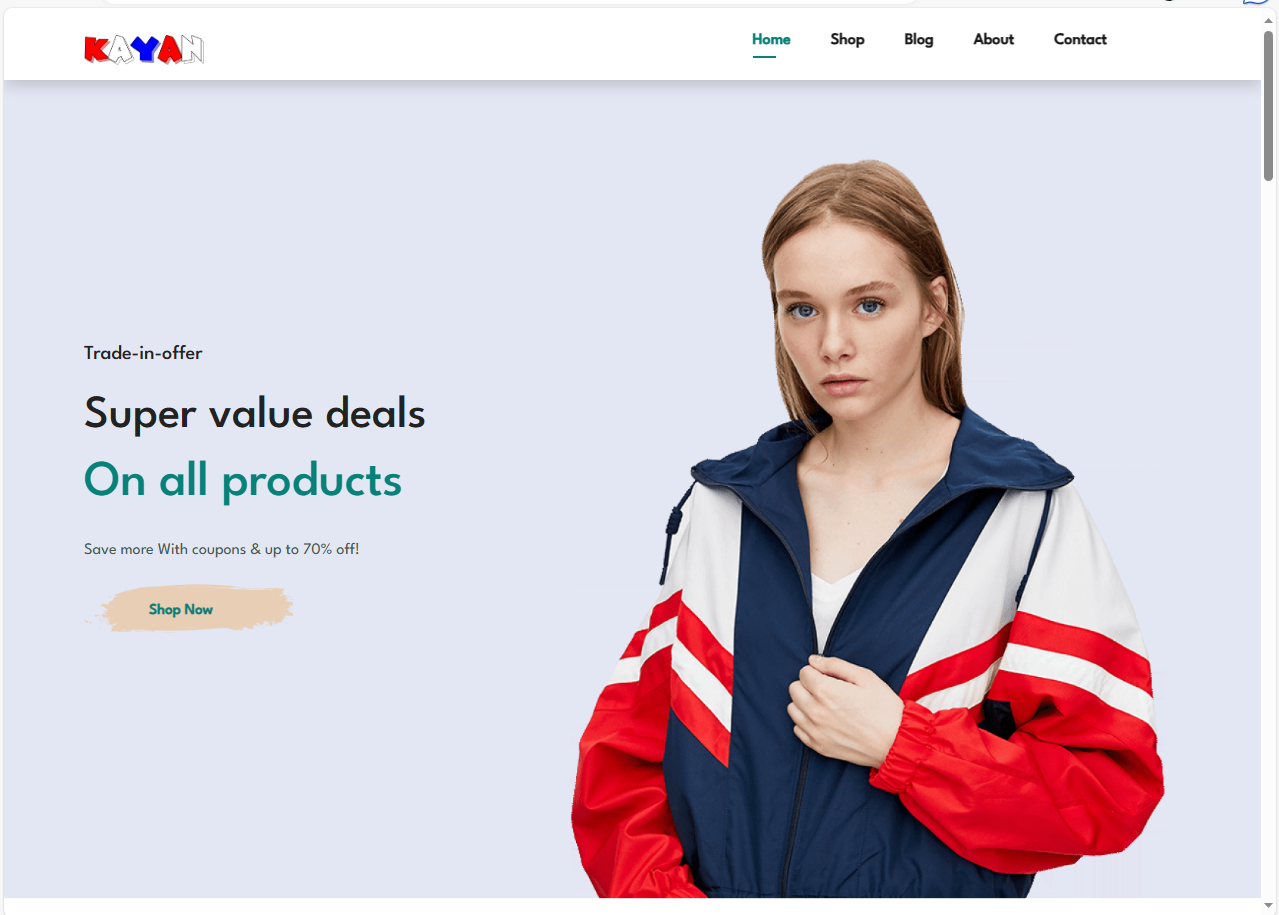 KAYAN
Home Shop Blog About Contact
Trade-in-offer
Super value deals
On all products
Save more With coupons & up to 70% off!
Shop Now